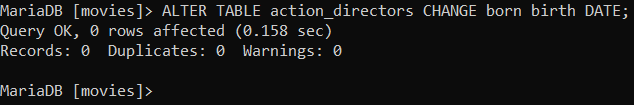 MariaDB [movies]> ALTER TABLE action_directors CHANGE born birth DATE;
Query OK, 0 rows affected (0.158 sec)
Records: 0  Duplicates: 0  Warnings: 0
MariaDB [movies]>